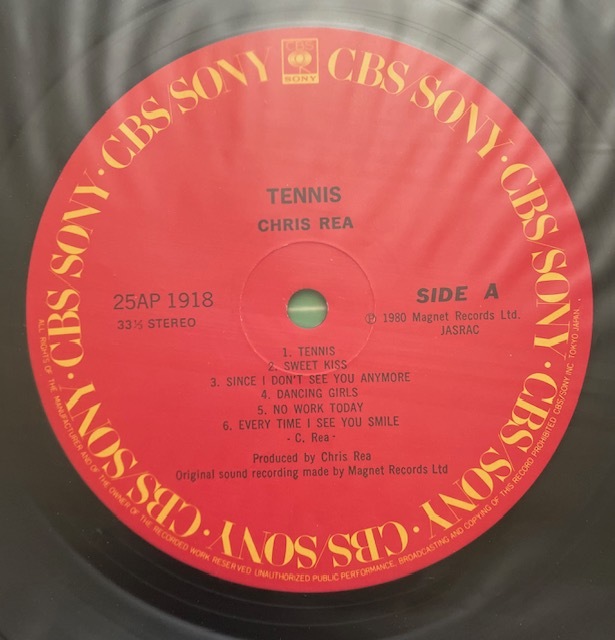 CBS/SONY · CBS/SONY · CBS/SONY · CBS/SONY · CBS/SONY · CBS/SONY · CBS/SONY · CBS/SONY
CBS
SONY
TENNIS
CHRIS REA
25AP 1918
33⅓ STEREO
SIDE A
Ⓟ 1980 Magnet Records Ltd.
JASRAC
1. TENNIS
2. SWEET KISS
3. SINCE I DON'T SEE YOU ANYMORE
4. DANCING GIRLS
5. NO WORK TODAY
6. EVERY TIME I SEE YOU SMILE
- C. Rea -
Produced by Chris Rea
Original sound recording made by Magnet Records Ltd
ALL RIGHTS OF THE MANUFACTURER AND OF THE OWNER OF THE RECORDED WORK RESERVED UNAUTHORIZED PUBLIC PERFORMANCE, BROADCASTING AND COPYING OF THIS RECORD PROHIBITED CBS/SONY INC. TOKYO JAPAN